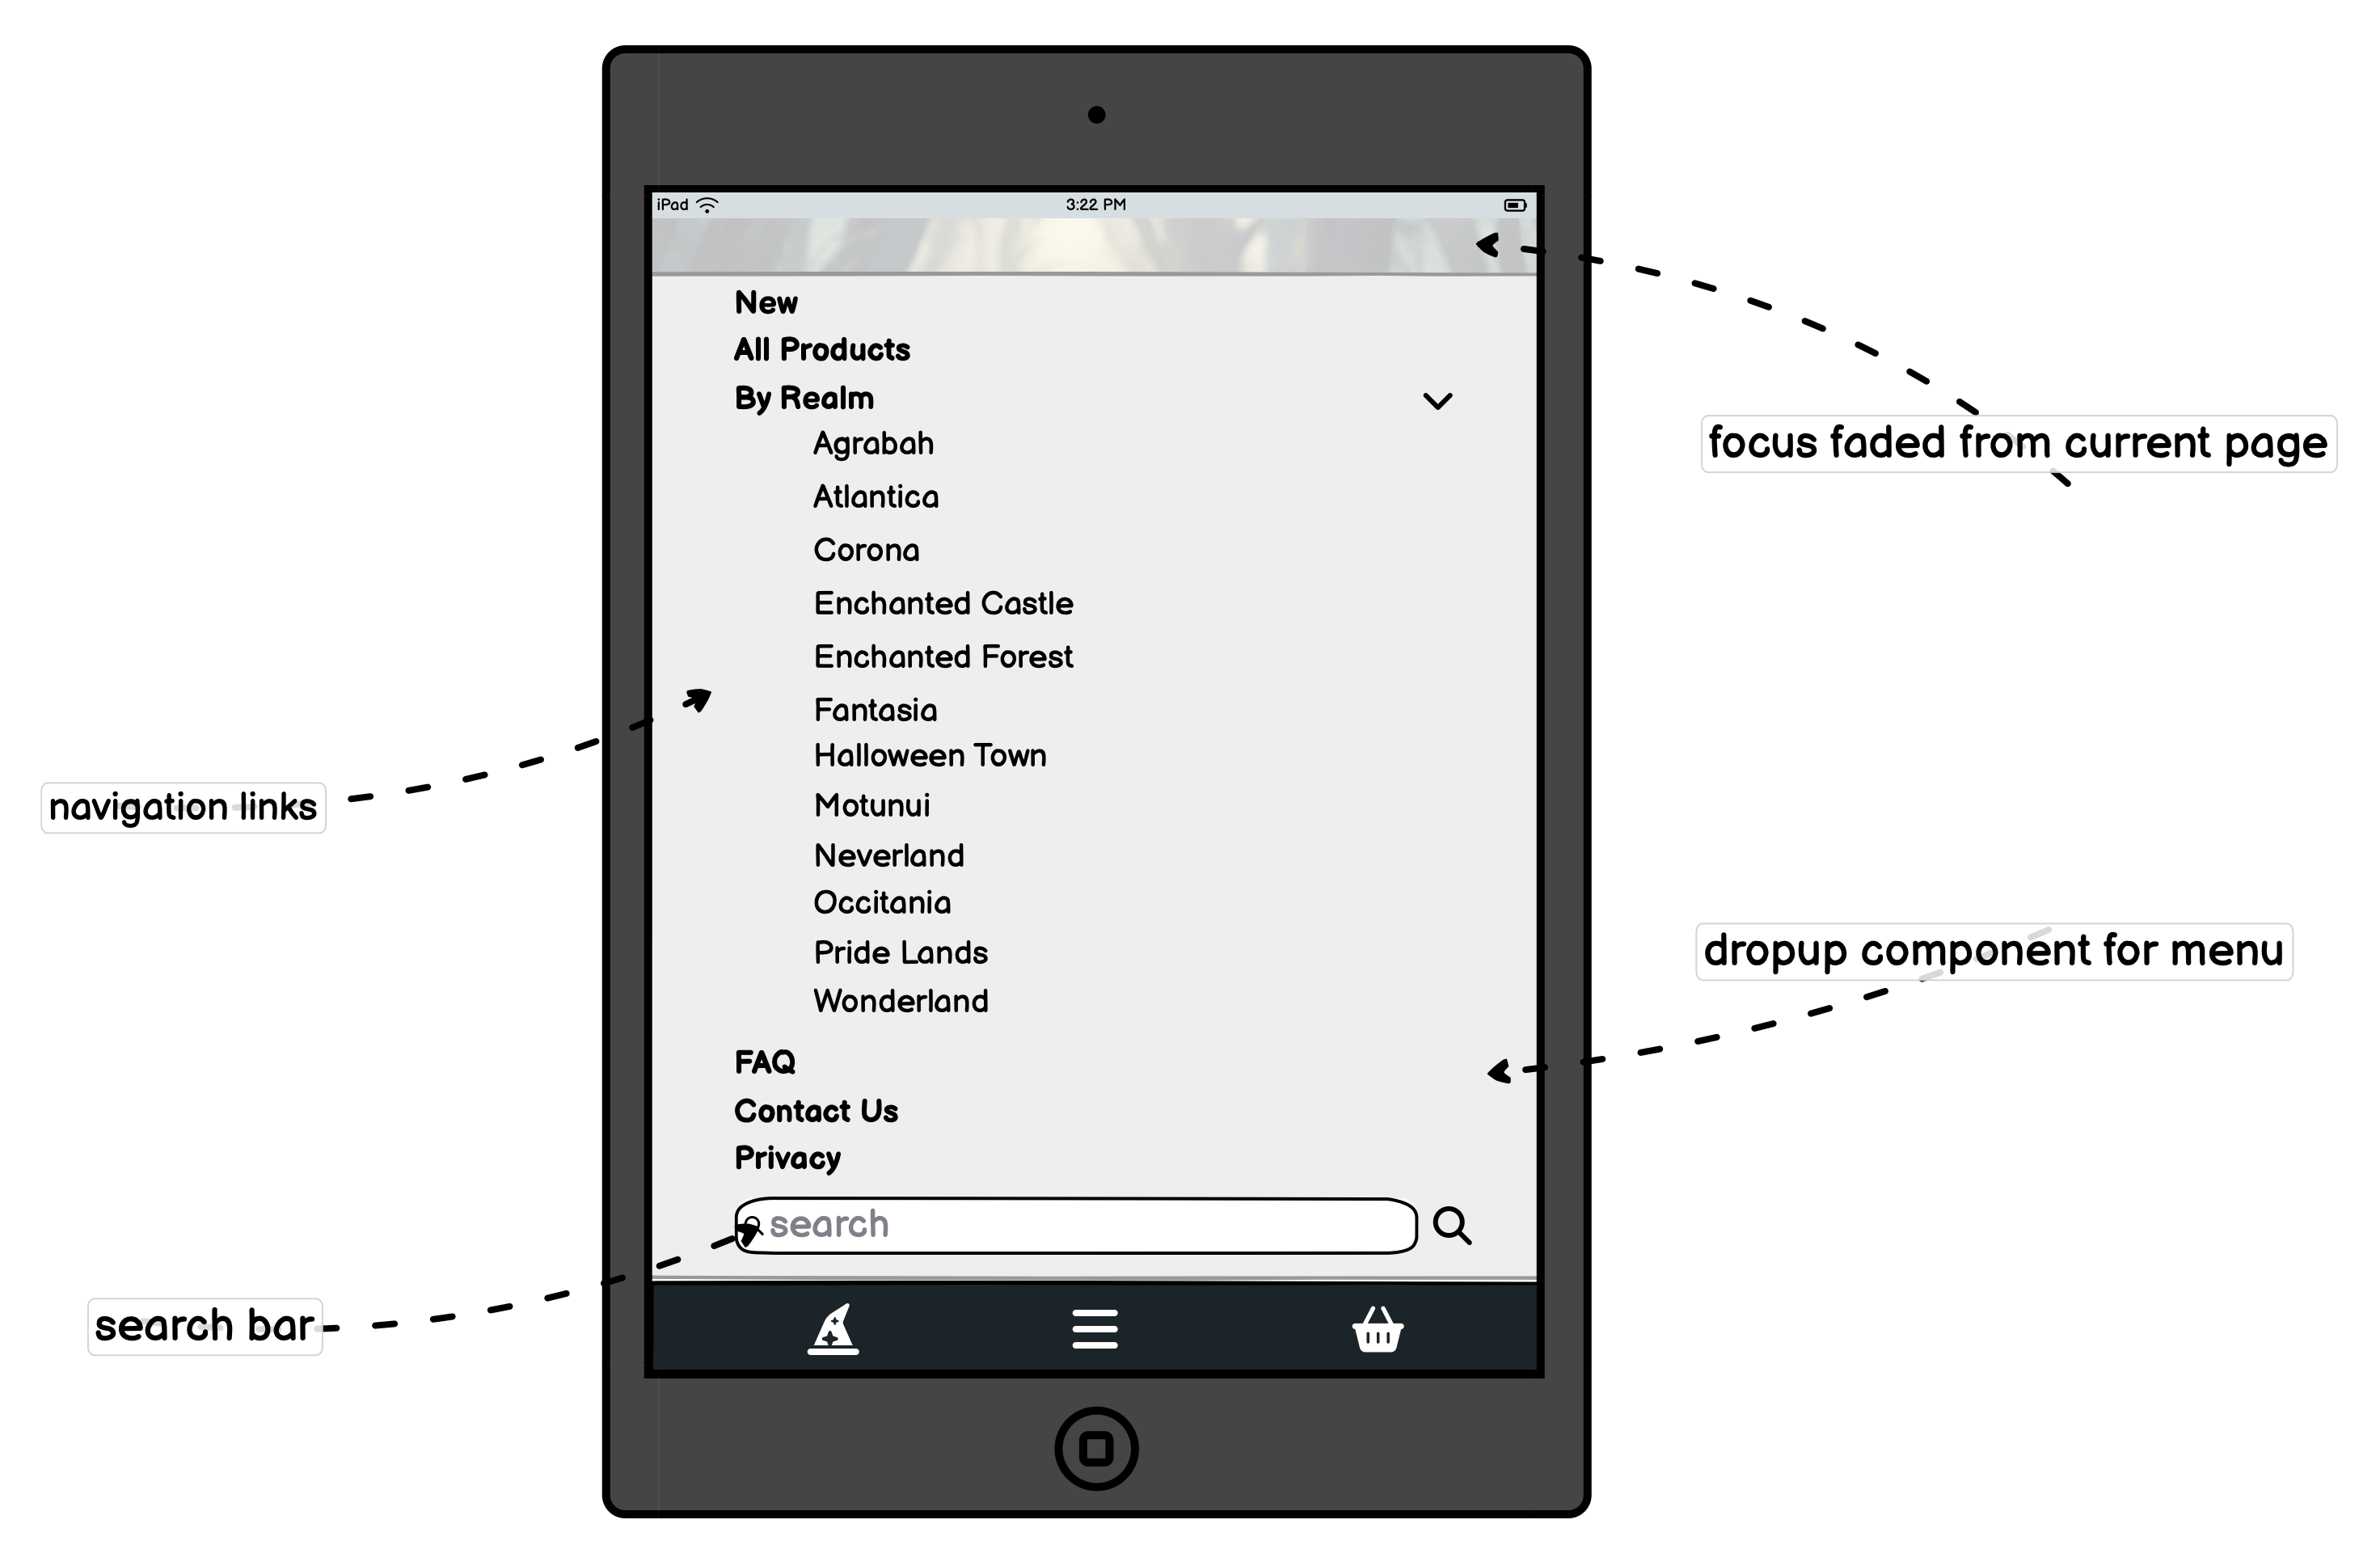 iPad
3:22 PM
New
All Products
By Realm
Agrabah
focus faded from current page
Atlantica
Corona
Enchanted Castle
Enchanted Forest
Fantasia
Halloween Town
navigation links
Motunui
Neverland
Occitania
Pride Lands
dropup component for menu
Wonderland
FAQ
Contact Us
Privacy
search
search bar